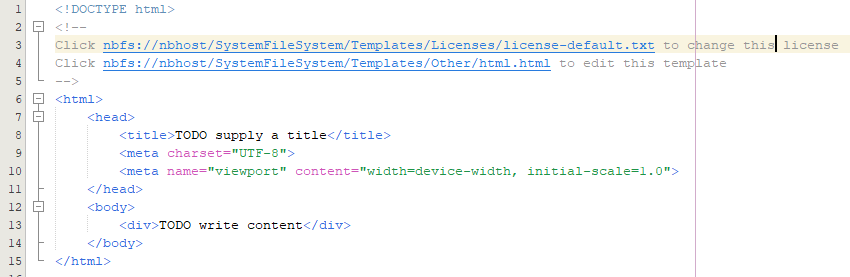 1 <!DOCTYPE html>
2 <!--
3 Click nbfs://nbhost/SystemFileSystem/Templates/Licenses/license-default.txt to change this license
4 Click nbfs://nbhost/SystemFileSystem/Templates/Other/html.html to edit this template
5 -->
6 <html>
7 <head>
8 <title>TODO supply a title</title>
9 <meta charset="UTF-8">
10 <meta name="viewport" content="width=device-width, initial-scale=1.0">
11 </head>
12 <body>
13 <div>TODO write content</div>
14 </body>
15 </html>